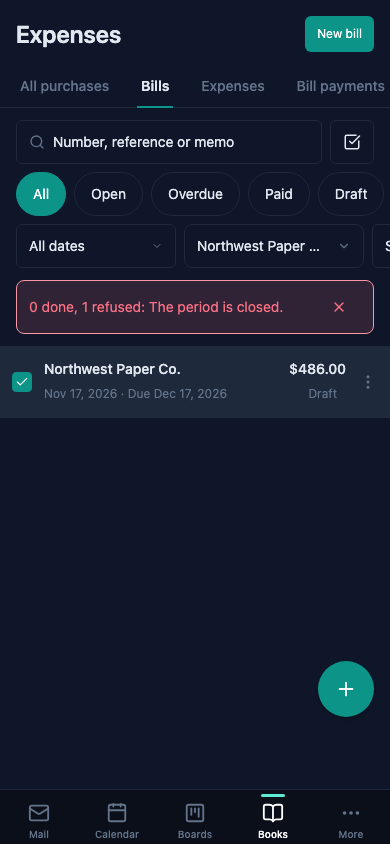 Expenses
New bill
All purchases
Bills
Expenses
Bill payments
Number, reference or memo
All
Open
Overdue
Paid
Draft
All dates
Northwest Paper ...
0 done, 1 refused: The period is closed.
Northwest Paper Co.
$486.00
Nov 17, 2026 · Due Dec 17, 2026
Draft
Mail
Calendar
Boards
Books
More